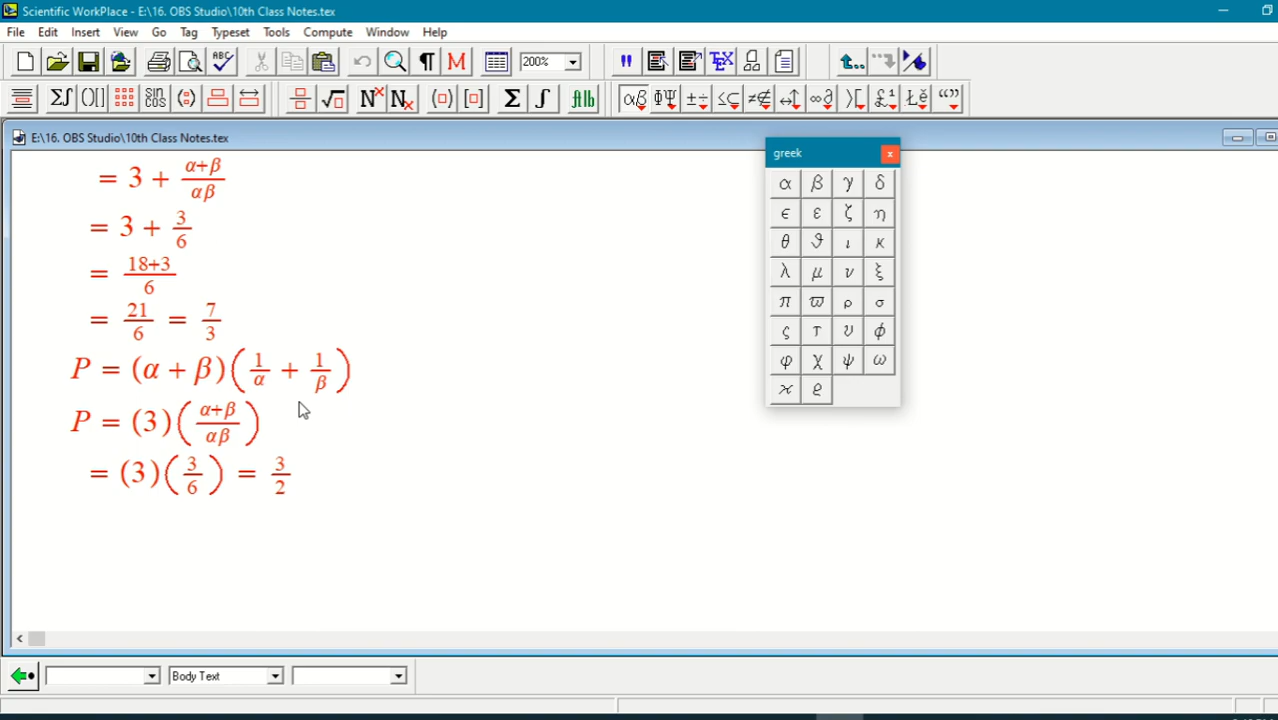 Scientific WorkPlace - E:\16. OBS Studio\10th Class Notes.tex
File Edit Insert View Go Tag Typeset Tools Compute Window Help
200%
E:\16. OBS Studio\10th Class Notes.tex
= 3 + (α+β)/(αβ)
= 3 + 3/6
= (18+3)/6
= 21/6 = 7/3
P = (α + β)(1/α + 1/β)
P = (3)((α+β)/(αβ))
= (3)(3/6) = 3/2
greek
α β γ δ
ϵ ε ζ η
θ ϑ ι κ
λ μ ν ξ
π ϖ ρ σ
ς τ υ ϕ
φ χ ψ ω
ϰ ϱ
Body Text